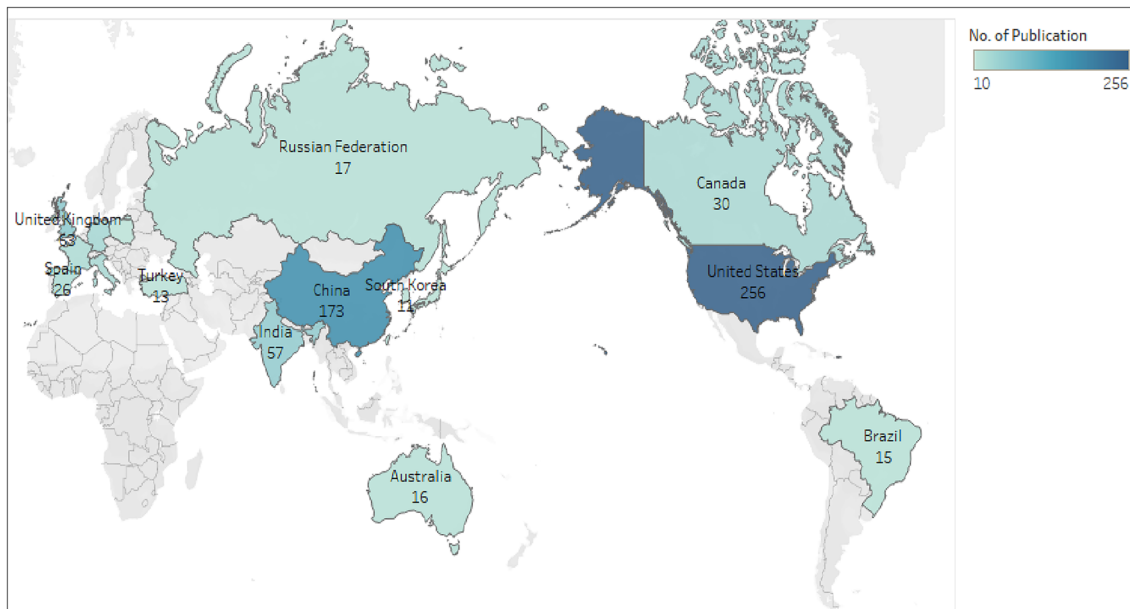 No. of Publication
10
256
Russian Federation
17
Canada
30
United Kingdom
63
Spain
26
Turkey
13
China
173
South Korea
11
India
57
United States
256
Brazil
15
Australia
16